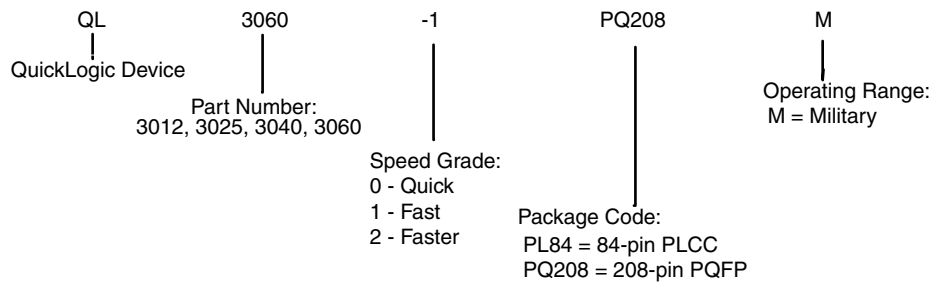 QL 3060 -1 PQ208 M
QuickLogic Device
Part Number:
3012, 3025, 3040, 3060
Speed Grade:
0 - Quick
1 - Fast
2 - Faster
Package Code:
PL84 = 84-pin PLCC
PQ208 = 208-pin PQFP
Operating Range:
M = Military